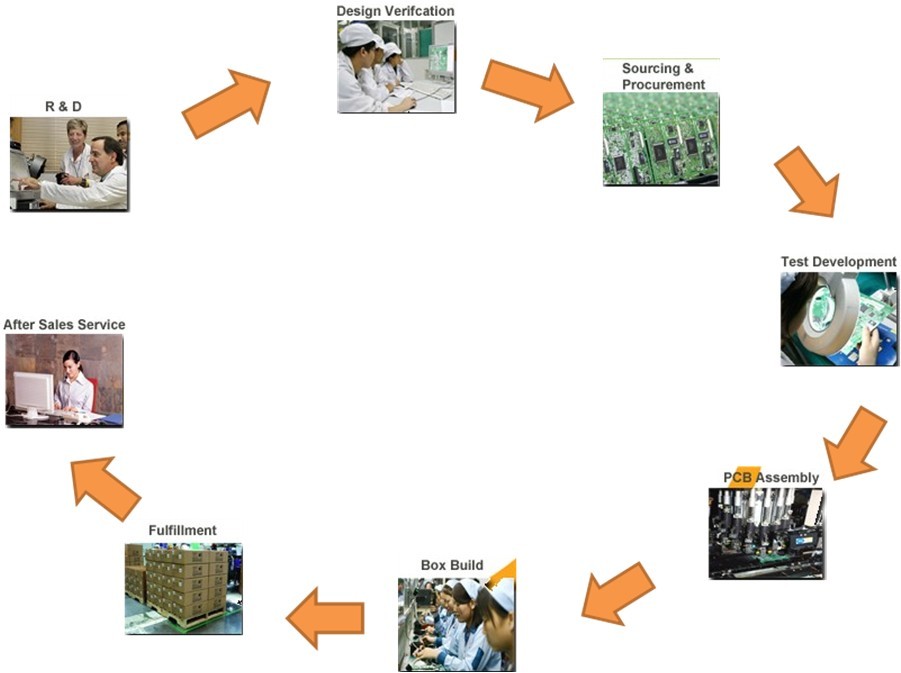 R & D
Design Verifcation
Sourcing &
Procurement
Test Development
PCB Assembly
Box Build
Fulfillment
After Sales Service